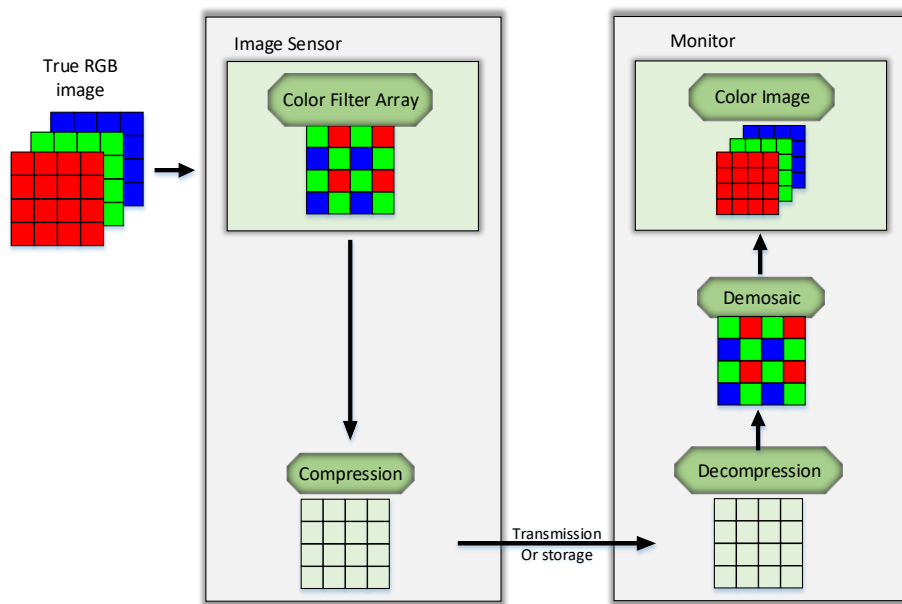 True RGB
image
Image Sensor
Color Filter Array
Compression
Transmission
Or storage
Monitor
Color Image
Demosaic
Decompression